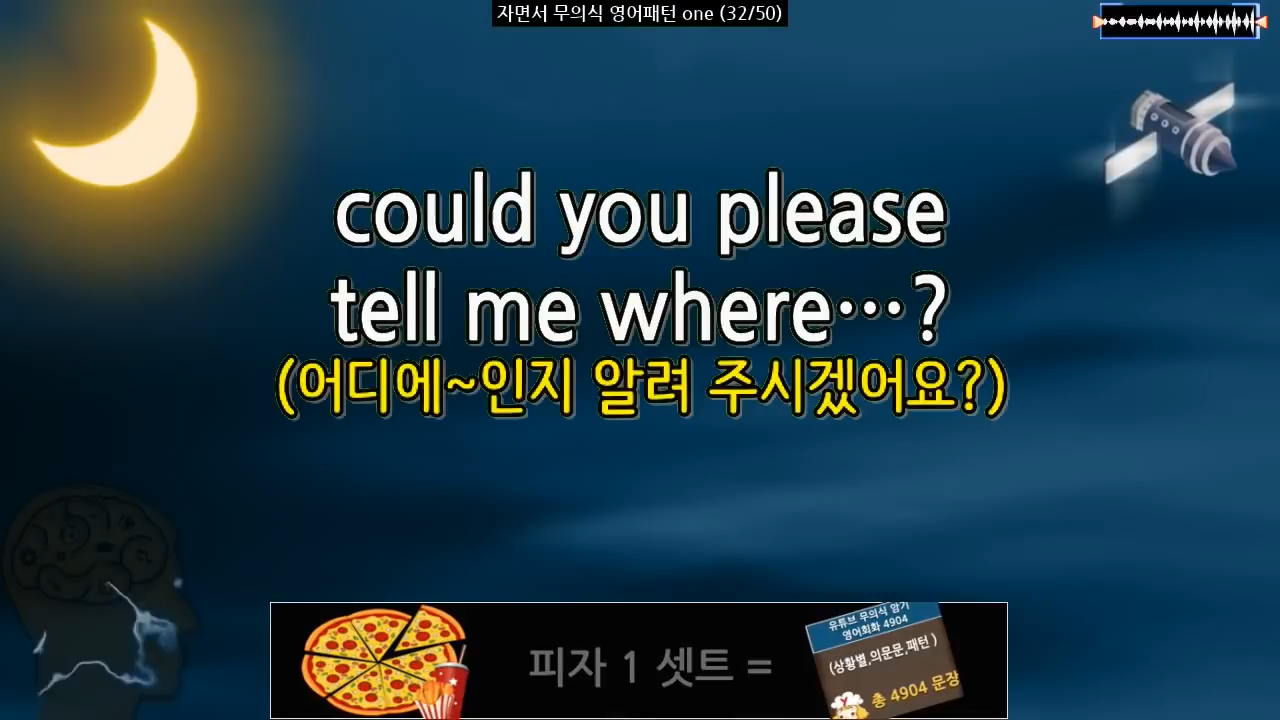 자면서 무의식 영어패턴 one (32/50)
could you please
tell me where…?
(어디에~인지 알려 주시겠어요?)
피자 1 셋트 =
유튜브 무의식 암기
영어회화 4904
(상황별,의문문,패턴 )
총 4904 문장